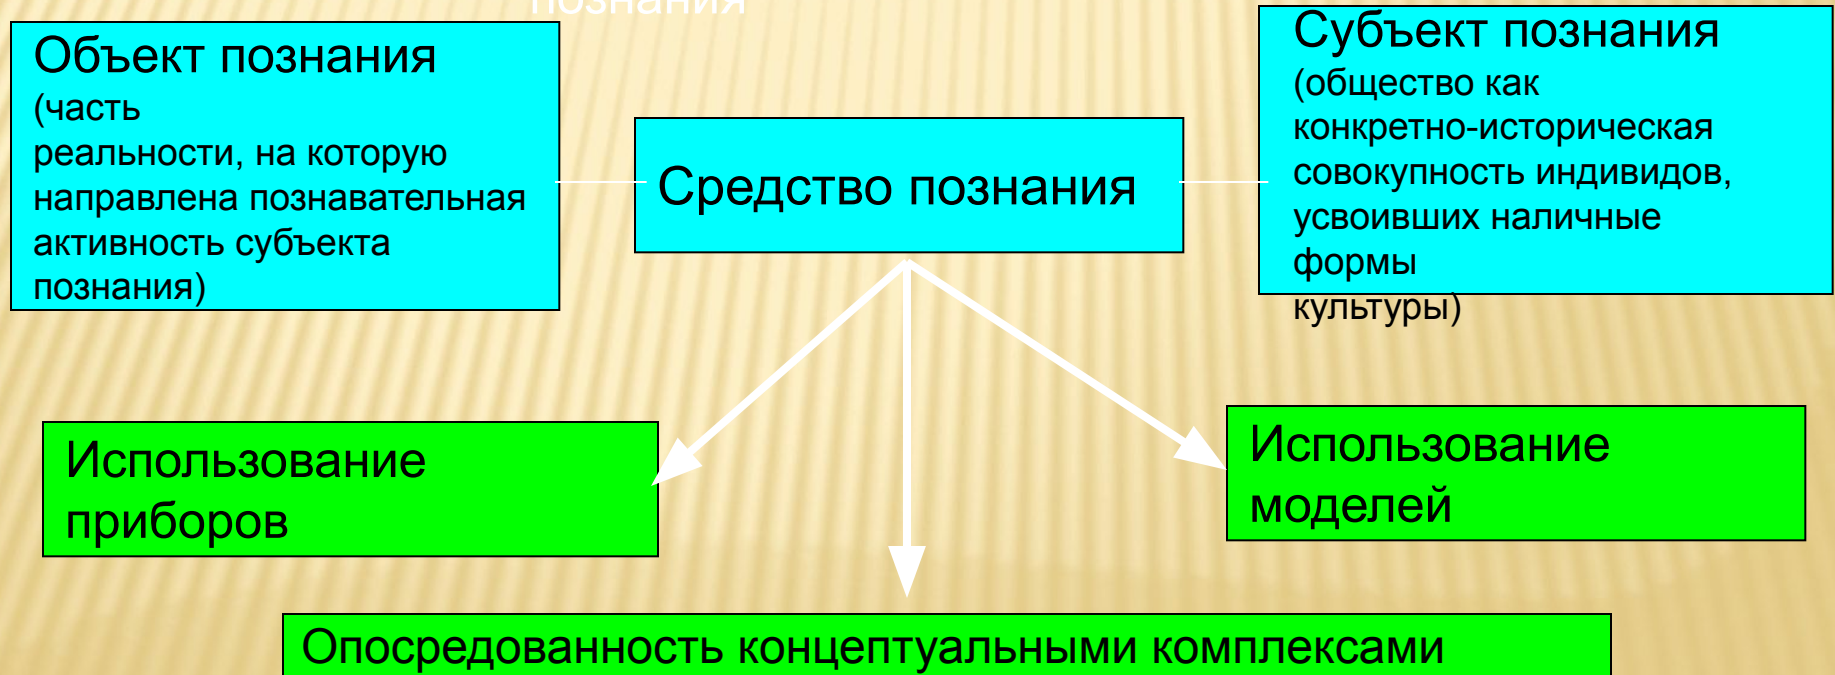 познания
Объект познания
(часть
реальности, на которую
направлена познавательная
активность субъекта
познания)
Средство познания
Субъект познания
(общество как
конкретно-историческая
совокупность индивидов,
усвоивших наличные
формы
культуры)
Использование
приборов
Использование
моделей
Опосредованность концептуальными комплексами